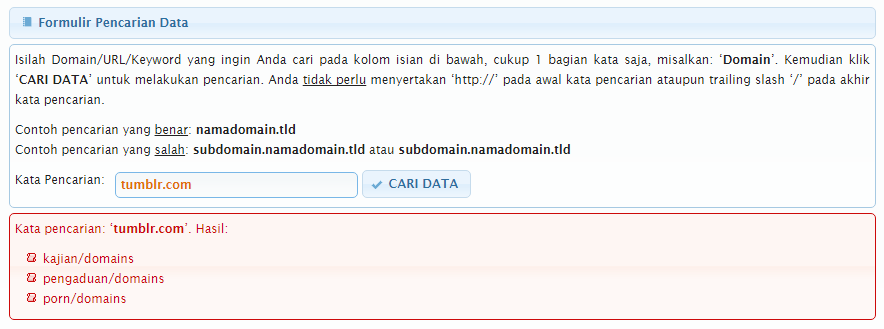 Formulir Pencarian Data
Isilah Domain/URL/Keyword yang ingin Anda cari pada kolom isian di bawah, cukup 1 bagian kata saja, misalkan: ‘Domain’. Kemudian klik
‘CARI DATA’ untuk melakukan pencarian. Anda tidak perlu menyertakan ‘http://’ pada awal kata pencarian ataupun trailing slash ‘/’ pada akhir
kata pencarian.
Contoh pencarian yang benar: namadomain.tld
Contoh pencarian yang salah: subdomain.namadomain.tld atau subdomain.namadomain.tld
Kata Pencarian: tumblr.com CARI DATA
Kata pencarian: ‘tumblr.com’. Hasil:
kajian/domains
pengaduan/domains
porn/domains